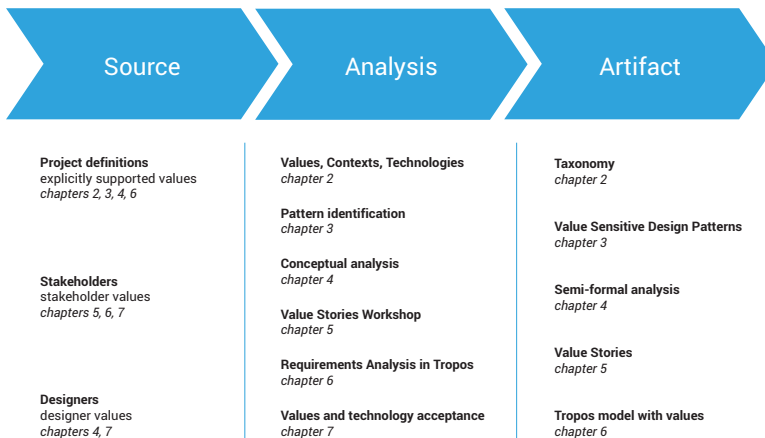 Source
Analysis
Artifact
Project definitions
explicitly supported values
chapters 2, 3, 4, 6
Stakeholders
stakeholder values
chapters 5, 6, 7
Designers
designer values
chapters 4, 7
Values, Contexts, Technologies
chapter 2
Pattern identification
chapter 3
Conceptual analysis
chapter 4
Value Stories Workshop
chapter 5
Requirements Analysis in Tropos
chapter 6
Values and technology acceptance
chapter 7
Taxonomy
chapter 2
Value Sensitive Design Patterns
chapter 3
Semi-formal analysis
chapter 4
Value Stories
chapter 5
Tropos model with values
chapter 6